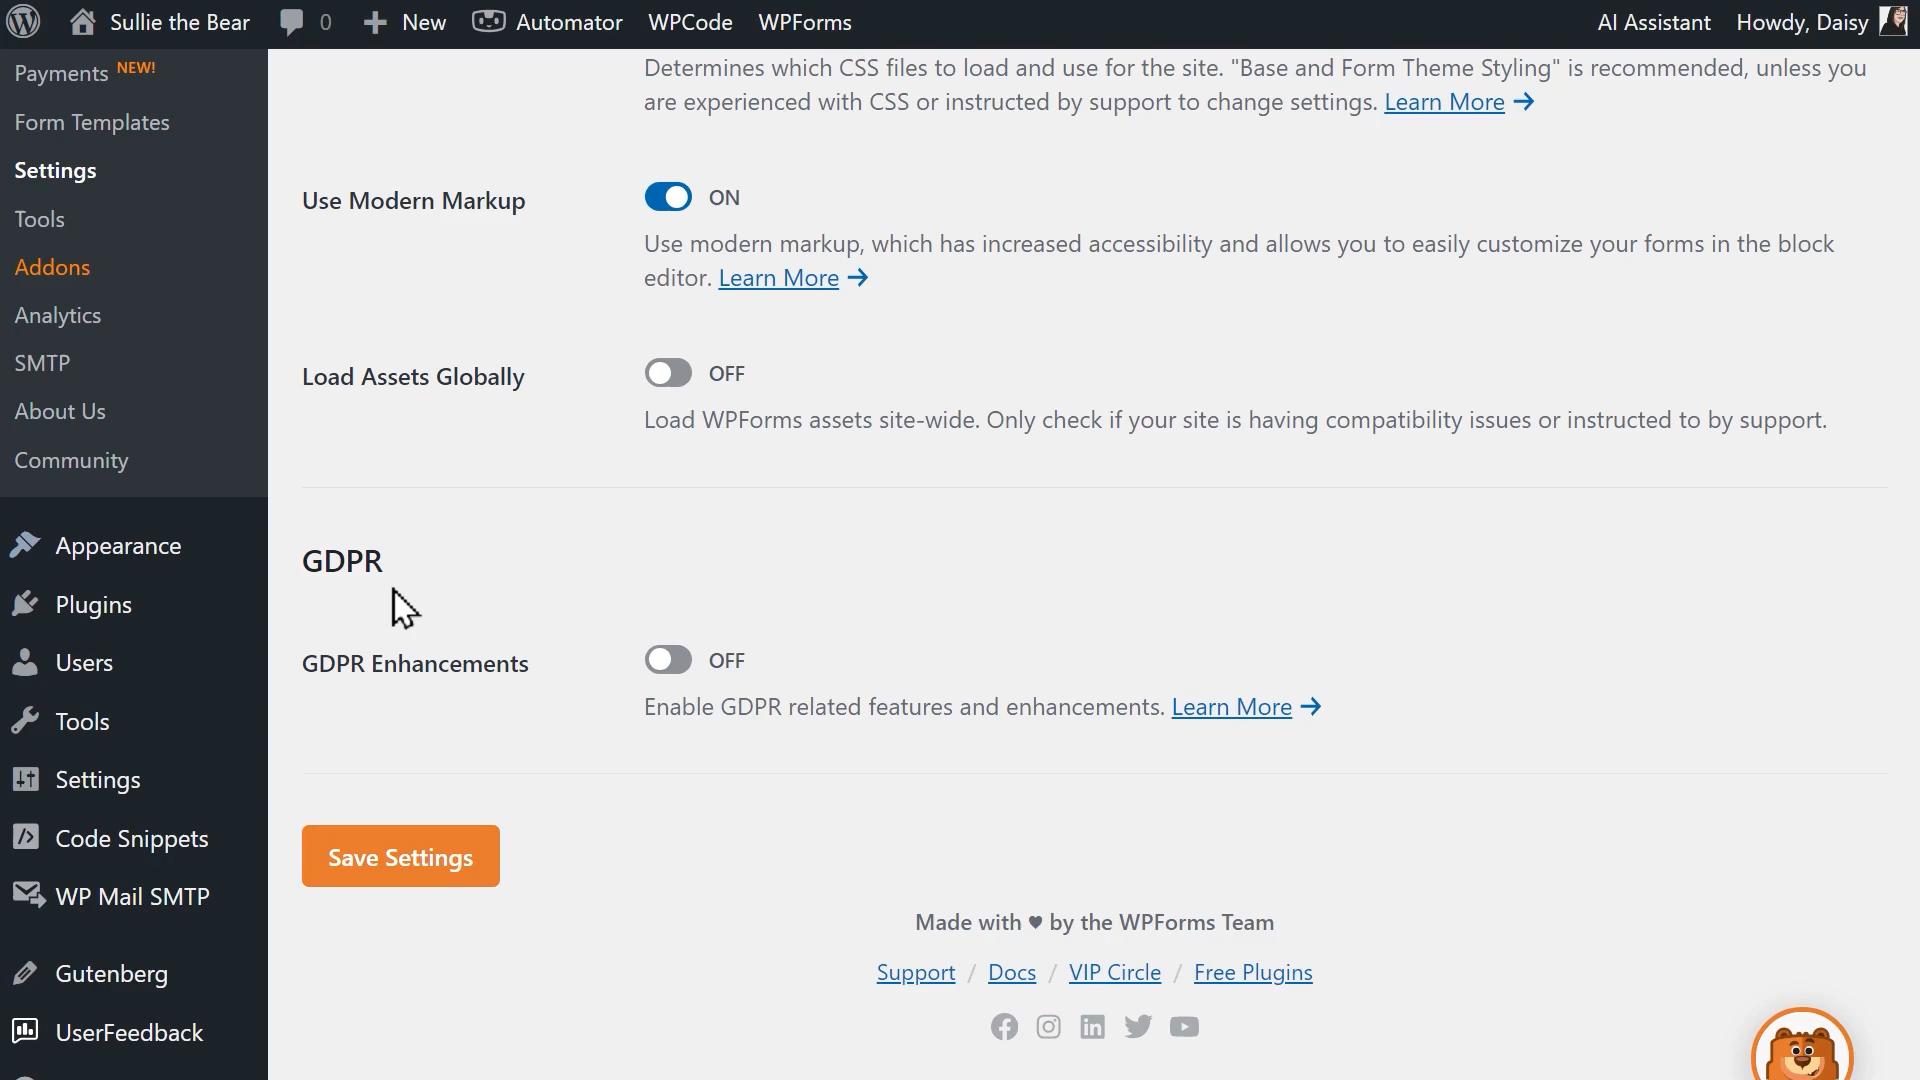 Sullie the Bear 0 New Automator WPCode WPForms AI Assistant Howdy, Daisy
Payments NEW!
Form Templates
Settings
Tools
Addons
Analytics
SMTP
About Us
Community
Appearance
Plugins
Users
Tools
Settings
Code Snippets
WP Mail SMTP
Gutenberg
UserFeedback
Determines which CSS files to load and use for the site. "Base and Form Theme Styling" is recommended, unless you
are experienced with CSS or instructed by support to change settings. Learn More →
Use Modern Markup
ON
Use modern markup, which has increased accessibility and allows you to easily customize your forms in the block
editor. Learn More →
Load Assets Globally
OFF
Load WPForms assets site-wide. Only check if your site is having compatibility issues or instructed to by support.
GDPR
GDPR Enhancements
OFF
Enable GDPR related features and enhancements. Learn More →
Save Settings
Made with ♥ by the WPForms Team
Support / Docs / VIP Circle / Free Plugins